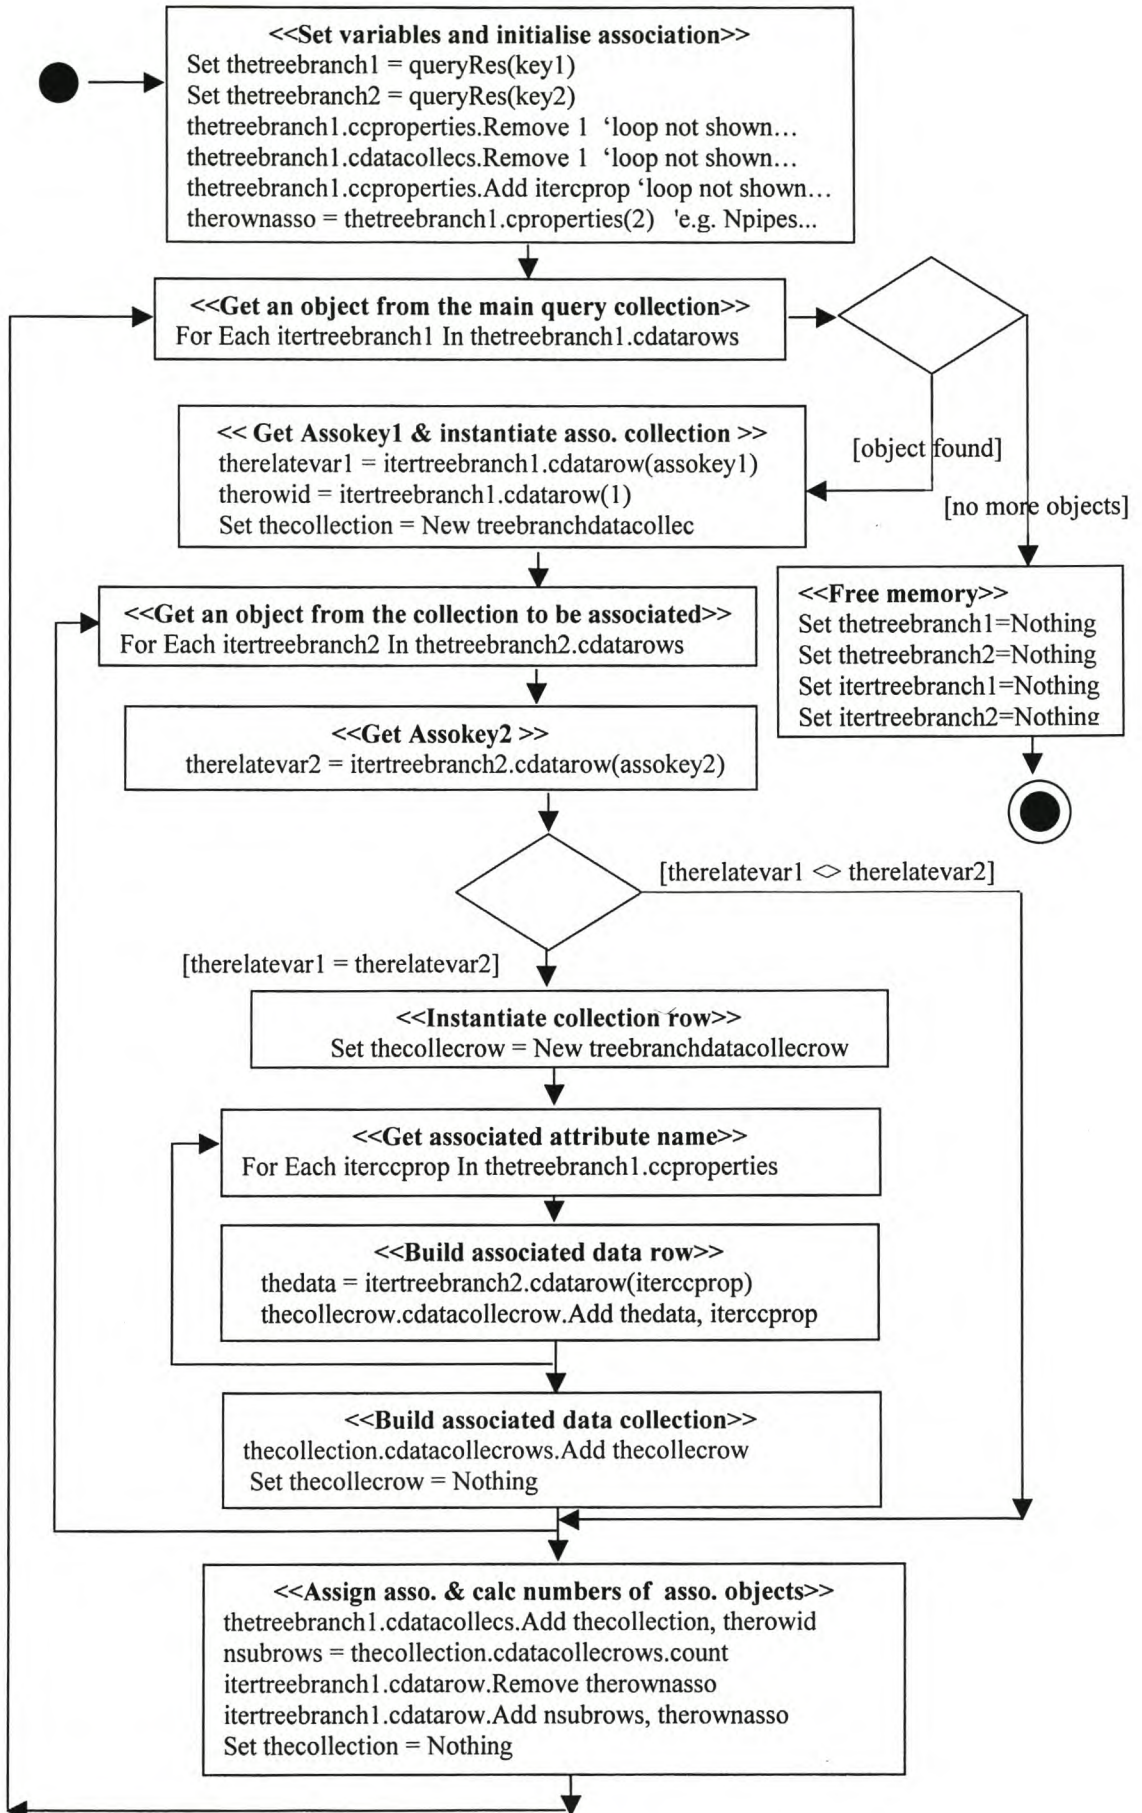 <<Set variables and initialise association>>
Set thetreebranch1 = queryRes(key1)
Set thetreebranch2 = queryRes(key2)
thetreebranch1.ccproperties.Remove 1 ‘loop not shown…
thetreebranch1.cdatacollecs.Remove 1 ‘loop not shown…
thetreebranch1.ccproperties.Add itercprop ‘loop not shown…
therownasso = thetreebranch1.cproperties(2) 'e.g. Npipes...
<<Get an object from the main query collection>>
For Each itertreebranch1 In thetreebranch1.cdatarows
<< Get Assokey1 & instantiate asso. collection >>
therelatevar1 = itertreebranch1.cdatarow(assokey1)
therowid = itertreebranch1.cdatarow(1)
Set thecollection = New treebranchdatacollec
[object found]
[no more objects]
<<Get an object from the collection to be associated>>
For Each itertreebranch2 In thetreebranch2.cdatarows
<<Free memory>>
Set thetreebranch1=Nothing
Set thetreebranch2=Nothing
Set itertreebranch1=Nothing
Set itertreebranch2=Nothing
<<Get Assokey2 >>
therelatevar2 = itertreebranch2.cdatarow(assokey2)
[therelatevar1 <> therelatevar2]
[therelatevar1 = therelatevar2]
<<Instantiate collection row>>
Set thecollecrow = New treebranchdatacollecrow
<<Get associated attribute name>>
For Each iterccprop In thetreebranch1.ccproperties
<<Build associated data row>>
thedata = itertreebranch2.cdatarow(iterccprop)
thecollecrow.cdatacollecrow.Add thedata, iterccprop
<<Build associated data collection>>
thecollection.cdatacollecrows.Add thecollecrow
Set thecollecrow = Nothing
<<Assign asso. & calc numbers of asso. objects>>
thetreebranch1.cdatacollecs.Add thecollection, therowid
nsubrows = thecollection.cdatacollecrows.count
itertreebranch1.cdatarow.Remove therownasso
itertreebranch1.cdatarow.Add nsubrows, therownasso
Set thecollection = Nothing